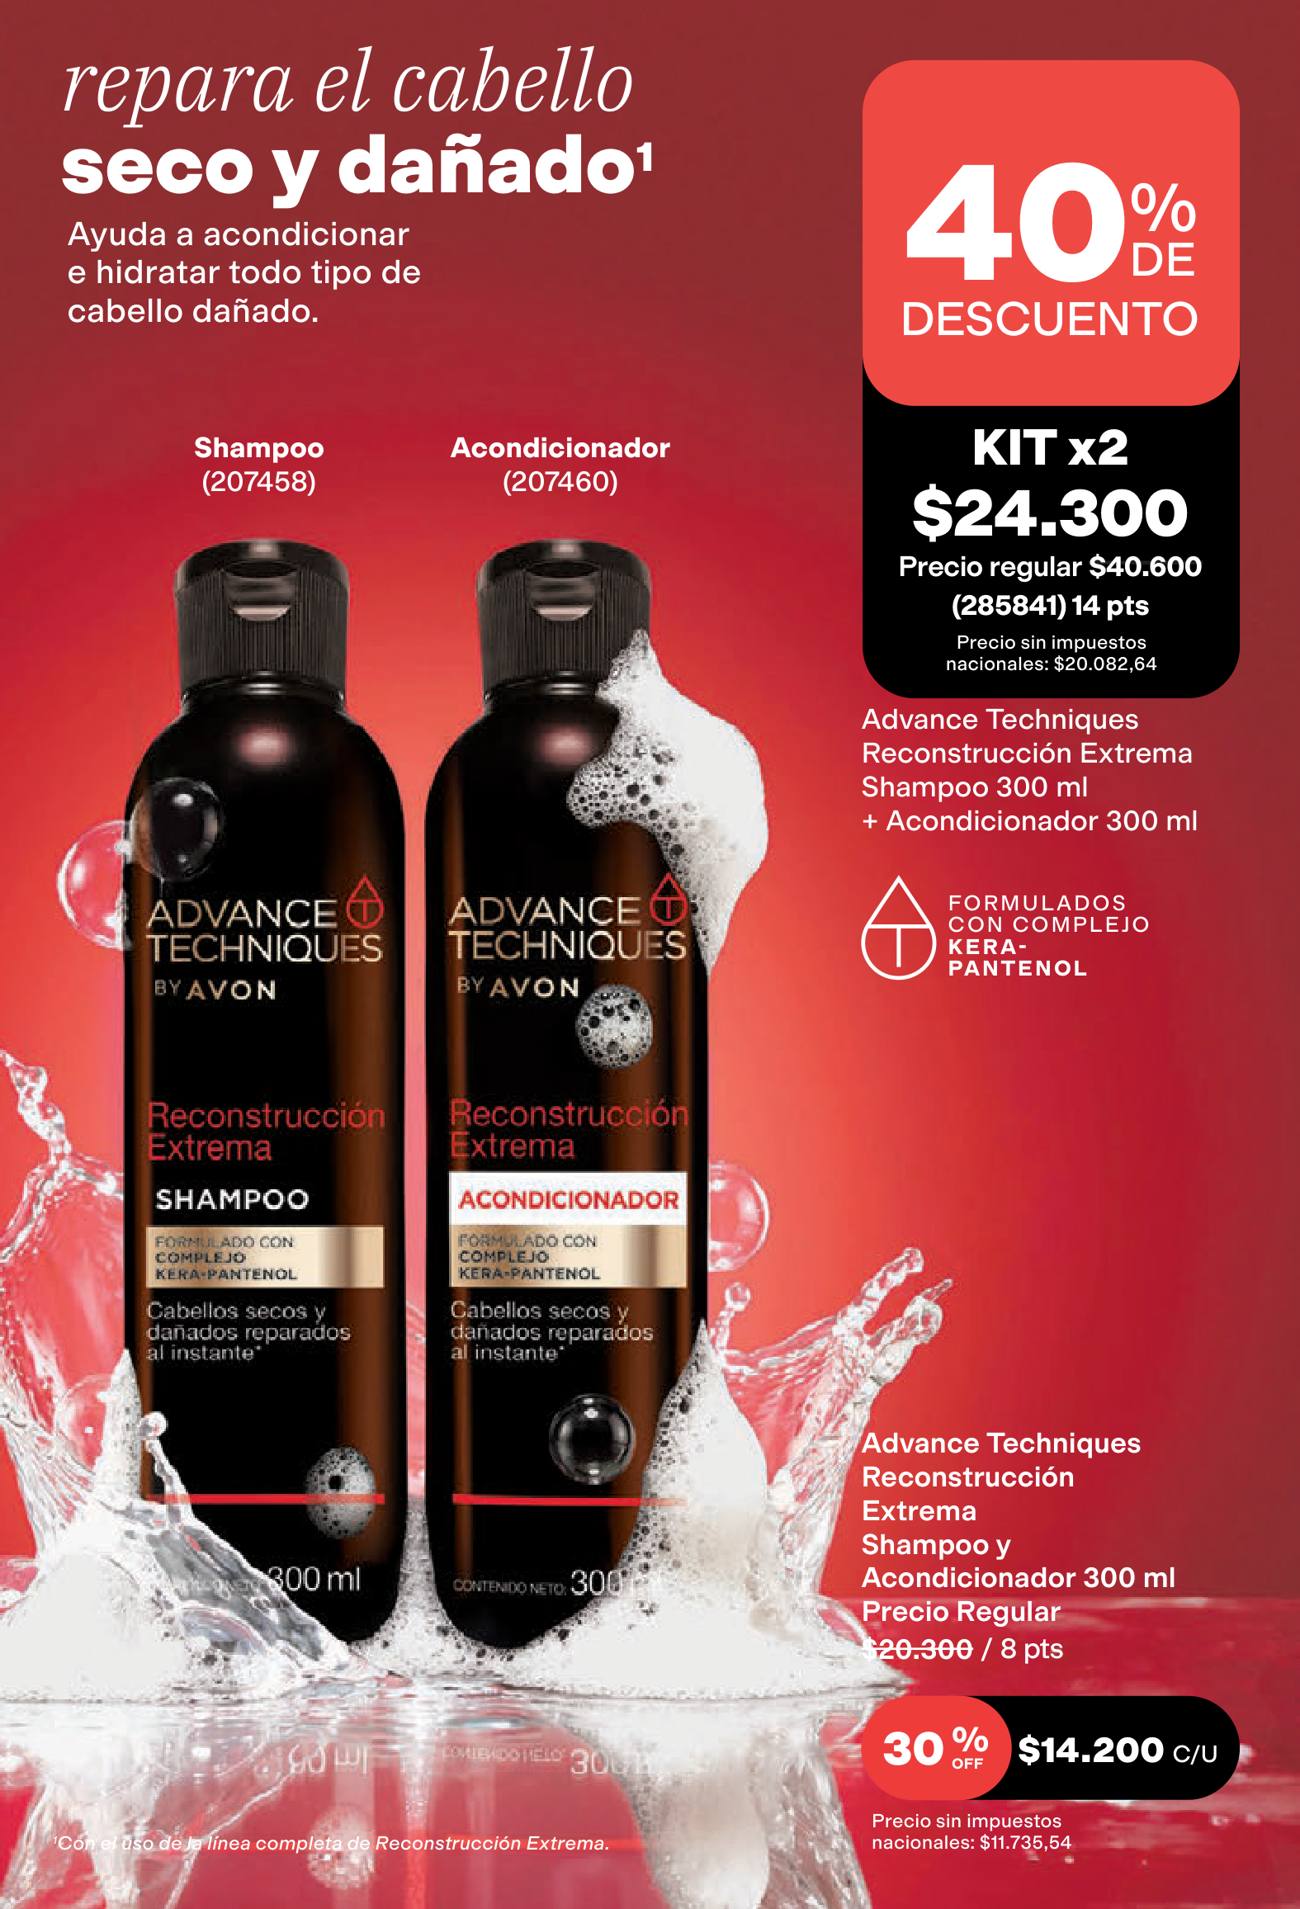 repara el cabello
seco y dañado¹
Ayuda a acondicionar
e hidratar todo tipo de
cabello dañado.
40% DE
DESCUENTO
KIT x2
$24.300
Precio regular $40.600
(285841) 14 pts
Precio sin impuestos
nacionales: $20.082,64
Advance Techniques
Reconstrucción Extrema
Shampoo 300 ml
+ Acondicionador 300 ml
FORMULADOS
CON COMPLEJO
KERA-
PANTENOL
Shampoo
(207458)
Acondicionador
(207460)
ADVANCE
TECHNIQUES
BY AVON
Reconstrucción
Extrema
SHAMPOO
FORMULADO CON
COMPLEJO
KERA-PANTENOL
Cabellos secos y
dañados reparados
al instante*
300 ml
ADVANCE
TECHNIQUES
BY AVON
Reconstrucción
Extrema
ACONDICIONADOR
FORMULADO CON
COMPLEJO
KERA-PANTENOL
Cabellos secos y
dañados reparados
al instante*
CONTENIDO NETO: 300
Advance Techniques
Reconstrucción
Extrema
Shampoo y
Acondicionador 300 ml
Precio Regular
$20.300 / 8 pts
30% OFF $14.200 C/U
Precio sin impuestos
nacionales: $11.735,54
¹Con el uso de la línea completa de Reconstrucción Extrema.